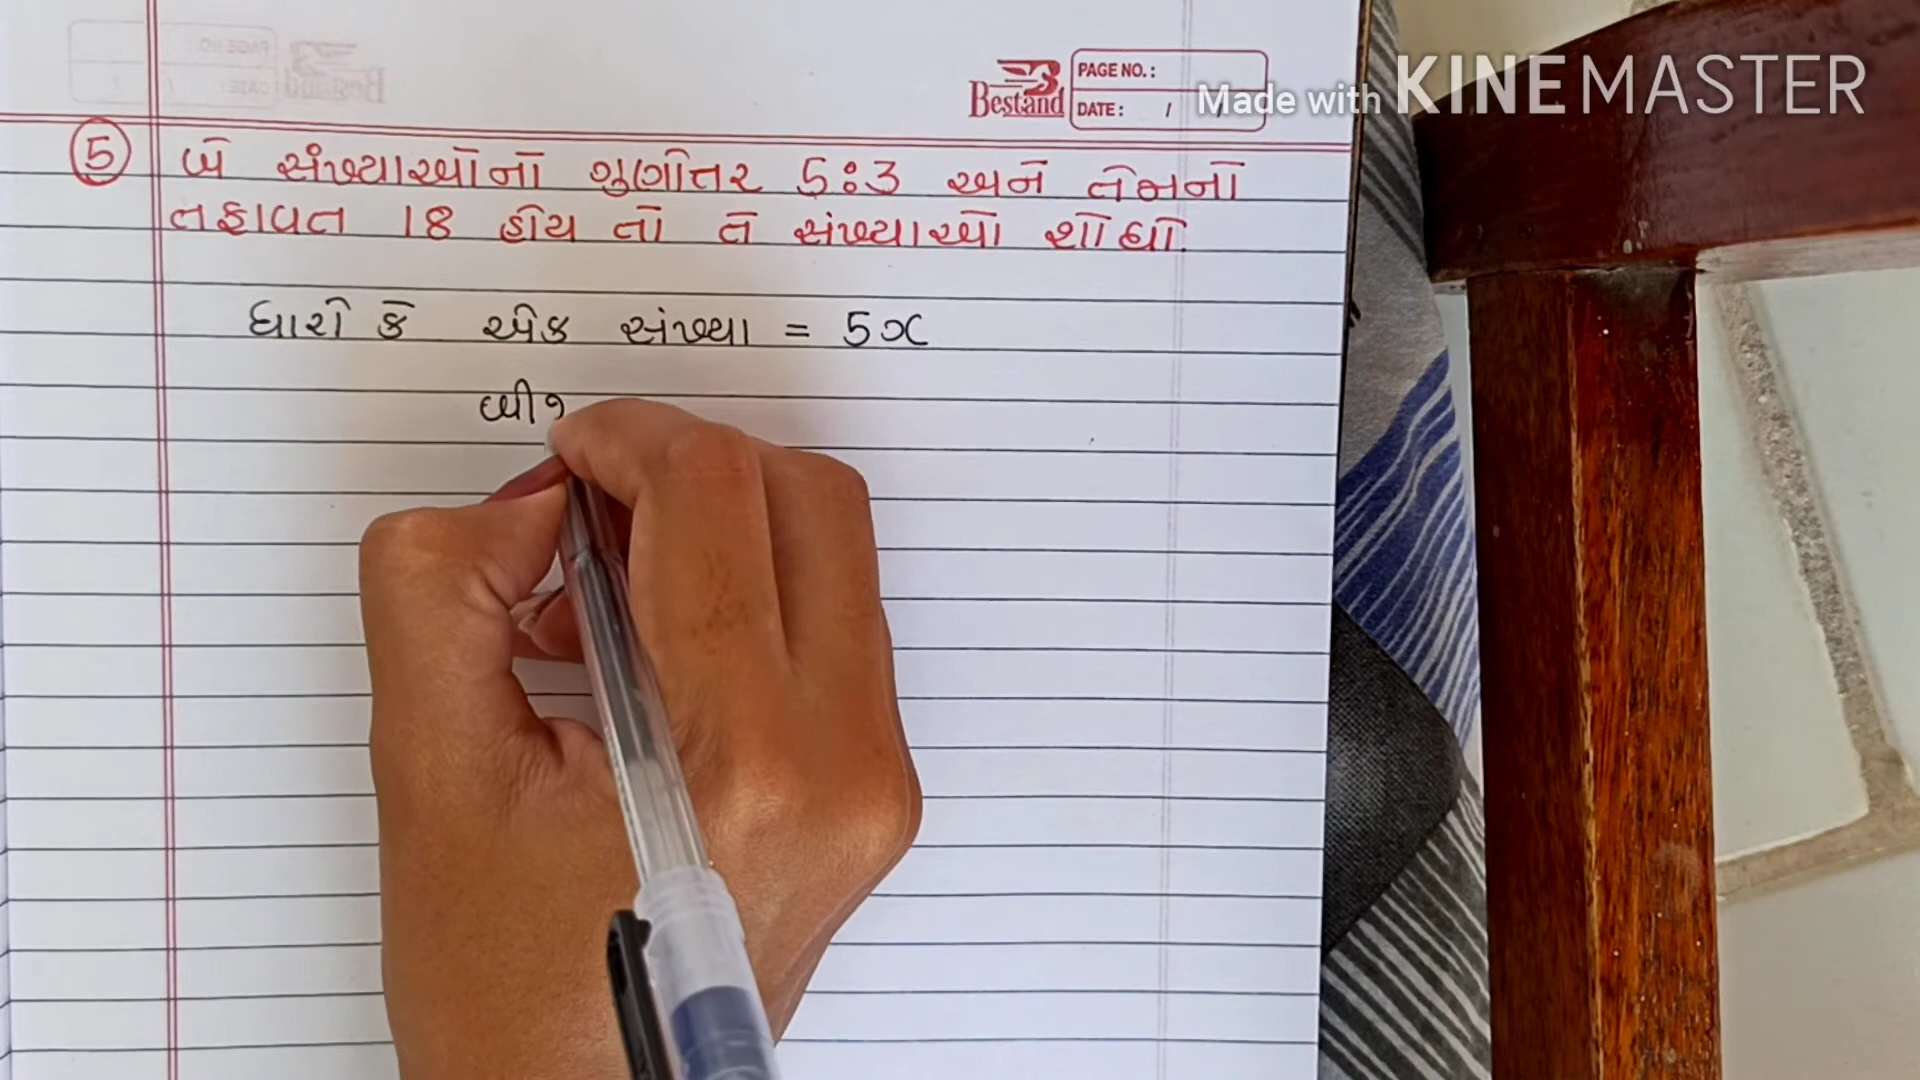 Bestand
PAGE NO. :
DATE : / /
Made with KINEMASTER
5 બે સંખ્યાઓનો ગુણોત્તર 5:3 અને તેમનો
તફાવત 18 હોય તો તે સંખ્યાઓ શોધો.
ધારો કે એક સંખ્યા = 5x
બીજ